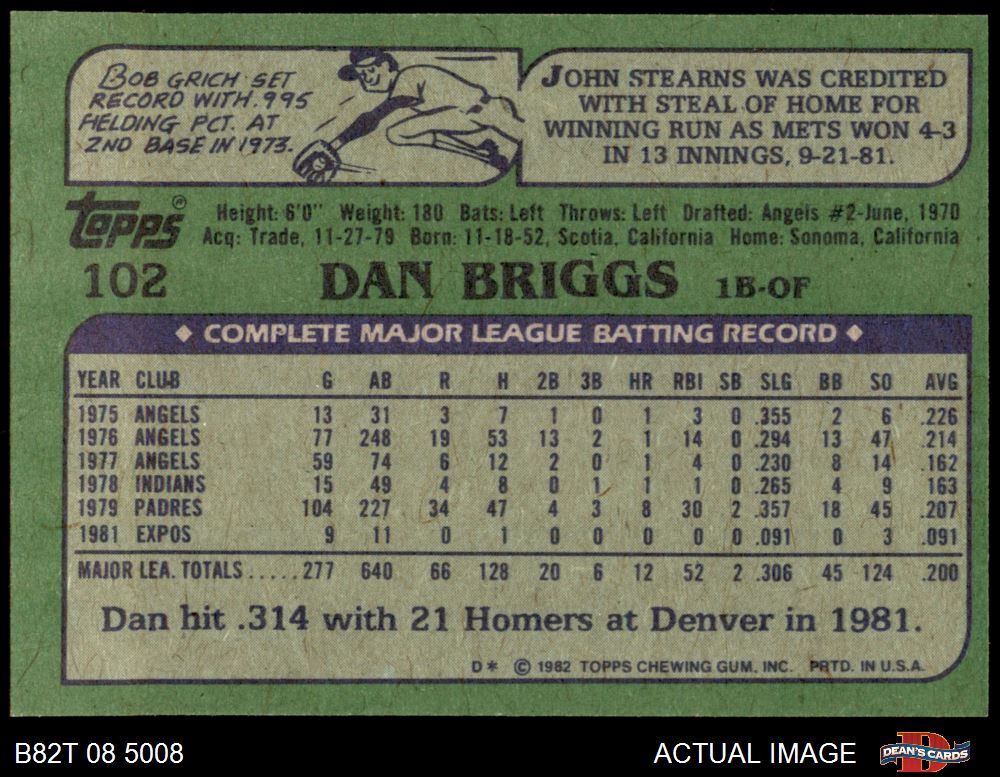 BOB GRICH SET
RECORD WITH .995
FIELDING PCT. AT
2ND BASE IN 1973.
JOHN STEARNS WAS CREDITED
WITH STEAL OF HOME FOR
WINNING RUN AS METS WON 4-3
IN 13 INNINGS, 9-21-81.
Topps®
Height: 6'0" Weight: 180 Bats: Left Throws: Left Drafted: Angels #2-June, 1970
Acq: Trade, 11-27-79 Born: 11-18-52, Scotia, California Home: Sonoma, California
102 DAN BRIGGS 1B-OF
◆ COMPLETE MAJOR LEAGUE BATTING RECORD ◆
YEAR CLUB G AB R H 2B 3B HR RBI SB SLG BB SO AVG
1975 ANGELS 13 31 3 7 1 0 1 3 0 .355 2 6 .226
1976 ANGELS 77 248 19 53 13 2 1 14 0 .294 13 47 .214
1977 ANGELS 59 74 6 12 2 0 1 4 0 .230 8 14 .162
1978 INDIANS 15 49 4 8 0 1 1 1 0 .265 4 9 .163
1979 PADRES 104 227 34 47 4 3 8 30 2 .357 18 45 .207
1981 EXPOS 9 11 0 1 0 0 0 0 0 .091 0 3 .091
MAJOR LEA. TOTALS.....277 640 66 128 20 6 12 52 2 .306 45 124 .200
Dan hit .314 with 21 Homers at Denver in 1981.
D* © 1982 TOPPS CHEWING GUM, INC. PRTD. IN U.S.A.
B82T 08 5008
ACTUAL IMAGE
D
DEAN'S CARDS